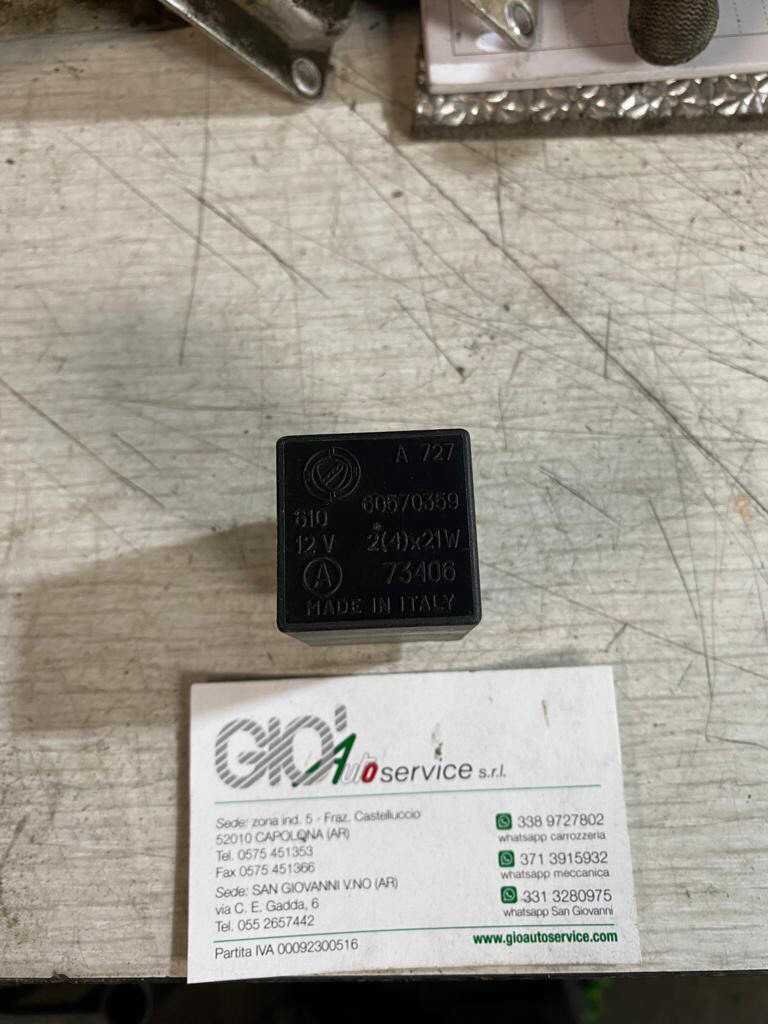 A 727
60570359
610
12 V 2(4)x21W
A 73406
MADE IN ITALY
GIO' Autoservice s.r.l.
Sede: zona ind. 5 - Fraz. Castelluccio
52010 CAPOLONA (AR)
Tel. 0575 451353
Fax 0575 451366
Sede: SAN GIOVANNI V.NO (AR)
via C. E. Gadda, 6
Tel. 055 2657442
Partita IVA 00092300516
338 9727802
whatsapp carrozzeria
371 3915932
whatsapp meccanica
331 3280975
whatsapp San Giovanni
www.gioautoservice.com